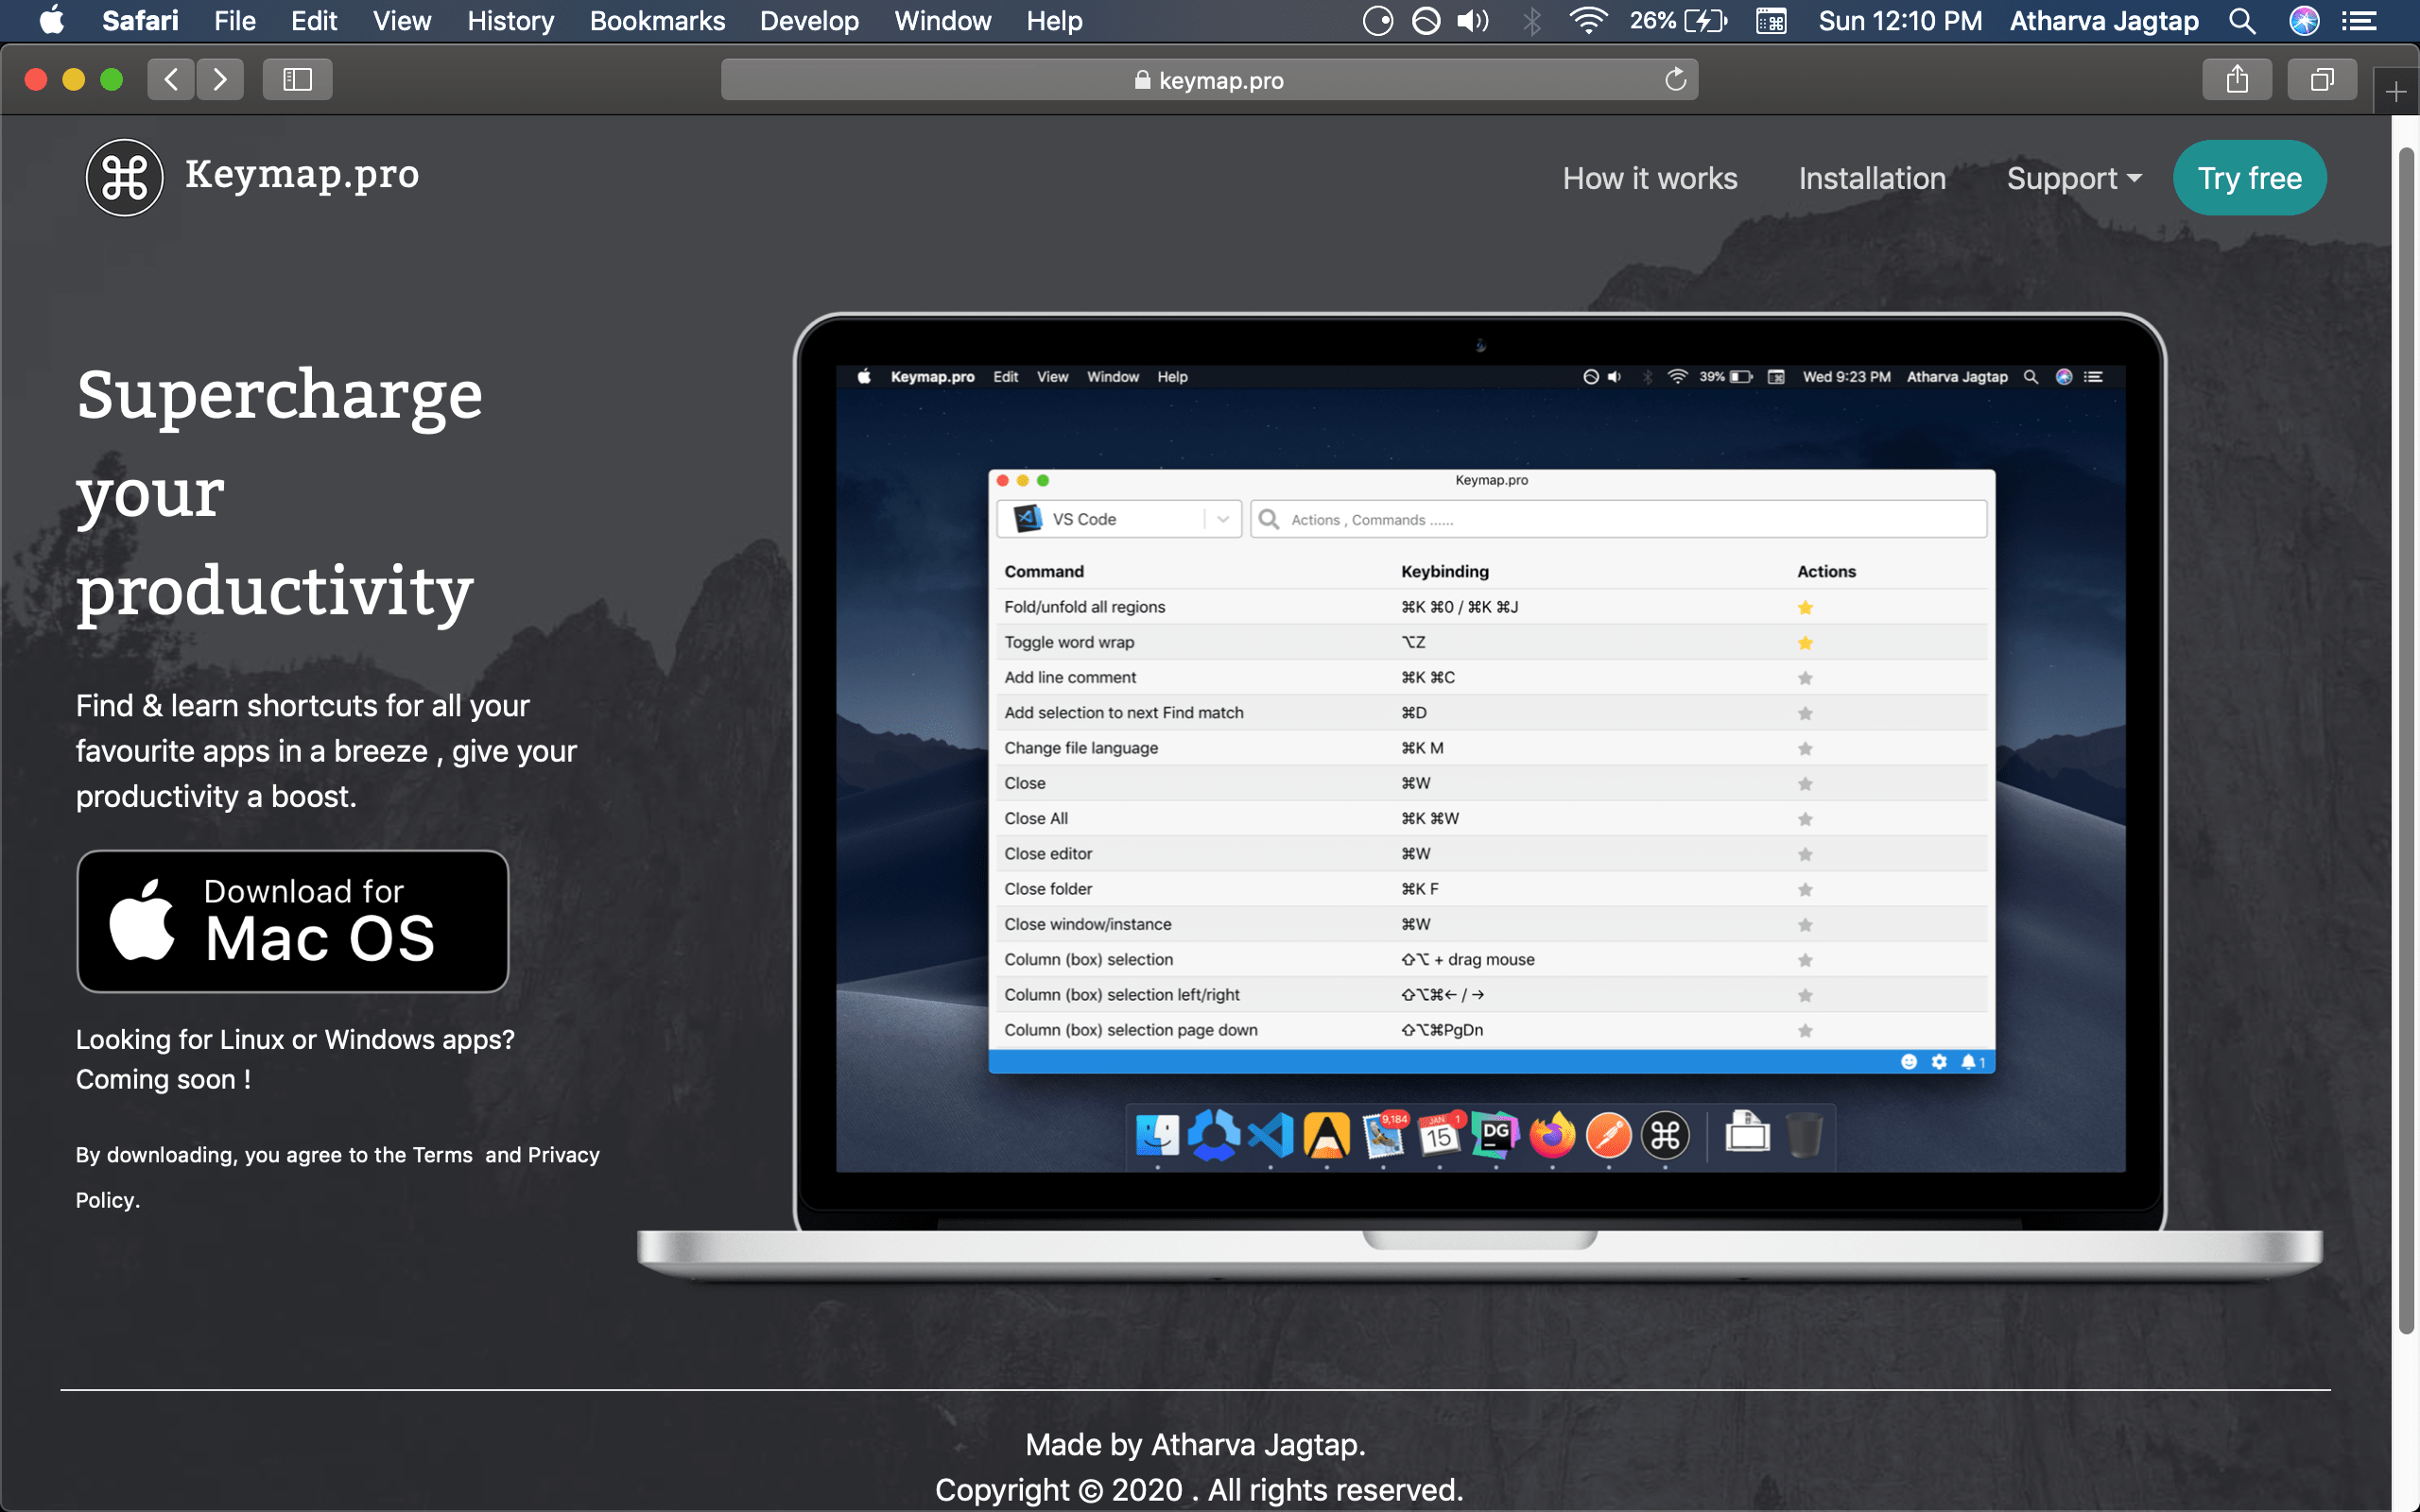 Safari File Edit View History Bookmarks Develop Window Help 26% Sun 12:10 PM Atharva Jagtap
keymap.pro
Keymap.pro
How it works Installation Support Try free
Supercharge
your
productivity
Find & learn shortcuts for all your
favourite apps in a breeze , give your
productivity a boost.
Download for
Mac OS
Looking for Linux or Windows apps?
Coming soon !
By downloading, you agree to the Terms and Privacy
Policy.
Keymap.pro Edit View Window Help 39% Wed 9:23 PM Atharva Jagtap
Keymap.pro
VS Code Actions , Commands ......
Command Keybinding Actions
Fold/unfold all regions ⌘K ⌘0 / ⌘K ⌘J
Toggle word wrap ⌥Z
Add line comment ⌘K ⌘C
Add selection to next Find match ⌘D
Change file language ⌘K M
Close ⌘W
Close All ⌘K ⌘W
Close editor ⌘W
Close folder ⌘K F
Close window/instance ⌘W
Column (box) selection ⇧⌥ + drag mouse
Column (box) selection left/right ⇧⌥⌘← / →
Column (box) selection page down ⇧⌥⌘PgDn
1
9,184 JAN 1
15 DG
Made by Atharva Jagtap.
Copyright © 2020 . All rights reserved.